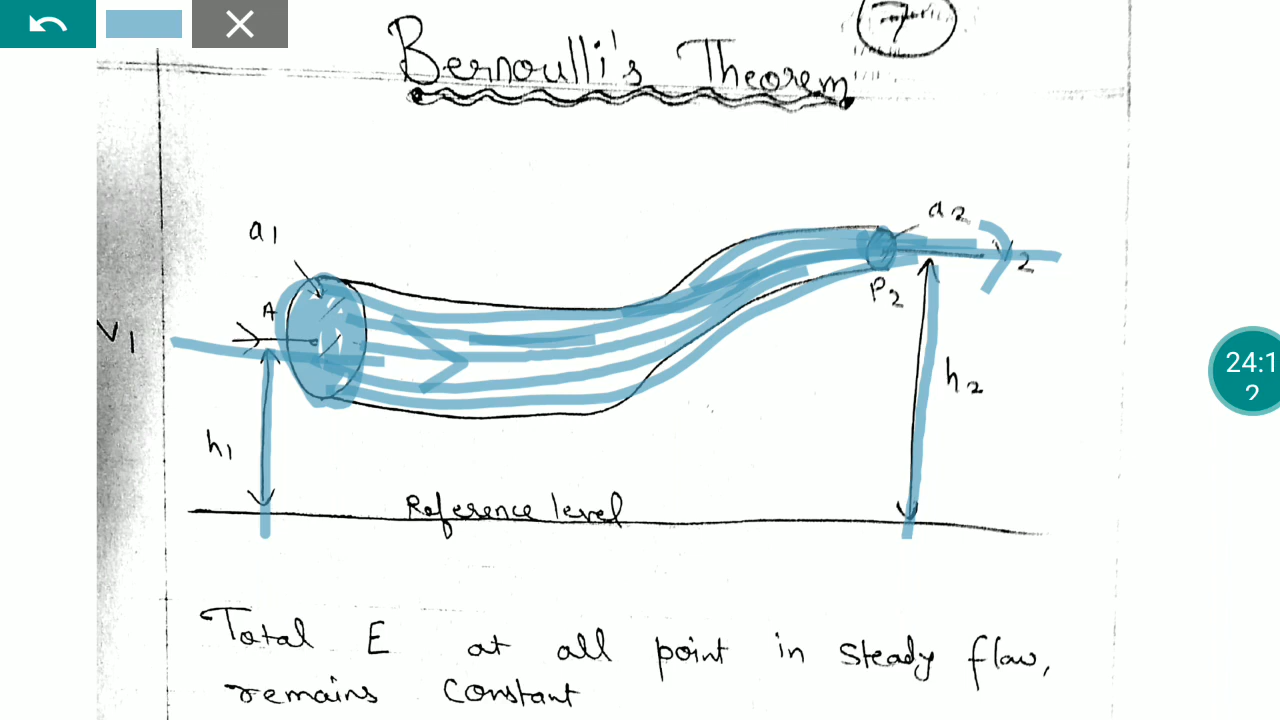 7
Bernoulli's Theorem
a1
a2
A
V1
V2
P2
h1
h2
24:1
2
Reference level
Total E at all point in steady flow,
remains constant